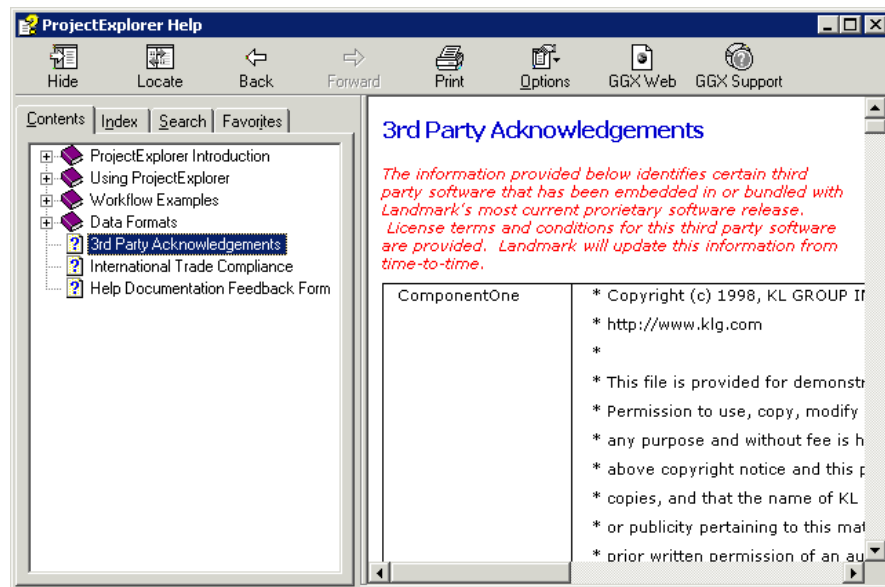 ProjectExplorer Help
Hide Locate Back Forward Print Options GGX Web GGX Support
Contents Index Search Favorites
ProjectExplorer Introduction
Using ProjectExplorer
Workflow Examples
Data Formats
3rd Party Acknowledgements
International Trade Compliance
Help Documentation Feedback Form
3rd Party Acknowledgements
The information provided below identifies certain third
party software that has been embedded in or bundled with
Landmark's most current prorietary software release.
License terms and conditions for this third party software
are provided. Landmark will update this information from
time-to-time.
ComponentOne
* Copyright (c) 1998, KL GROUP
* http://www.klg.com
*
* This file is provided for
* Permission to use, copy, modify
* any purpose and without fee is
* above copyright notice and this
* copies, and that the name of KL
* or publicity pertaining to this
* prior written permission of an